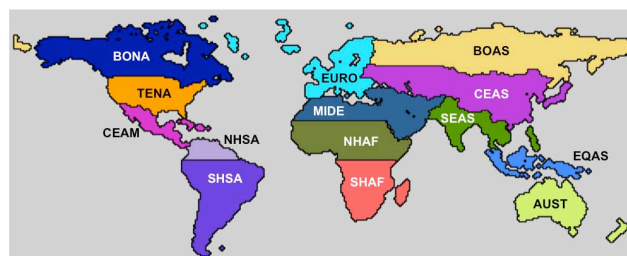 BONA
BOAS
EURO
CEAS
TENA
MIDE
SEAS
CEAM
NHSA
NHAF
EQAS
SHSA
SHAF
AUST